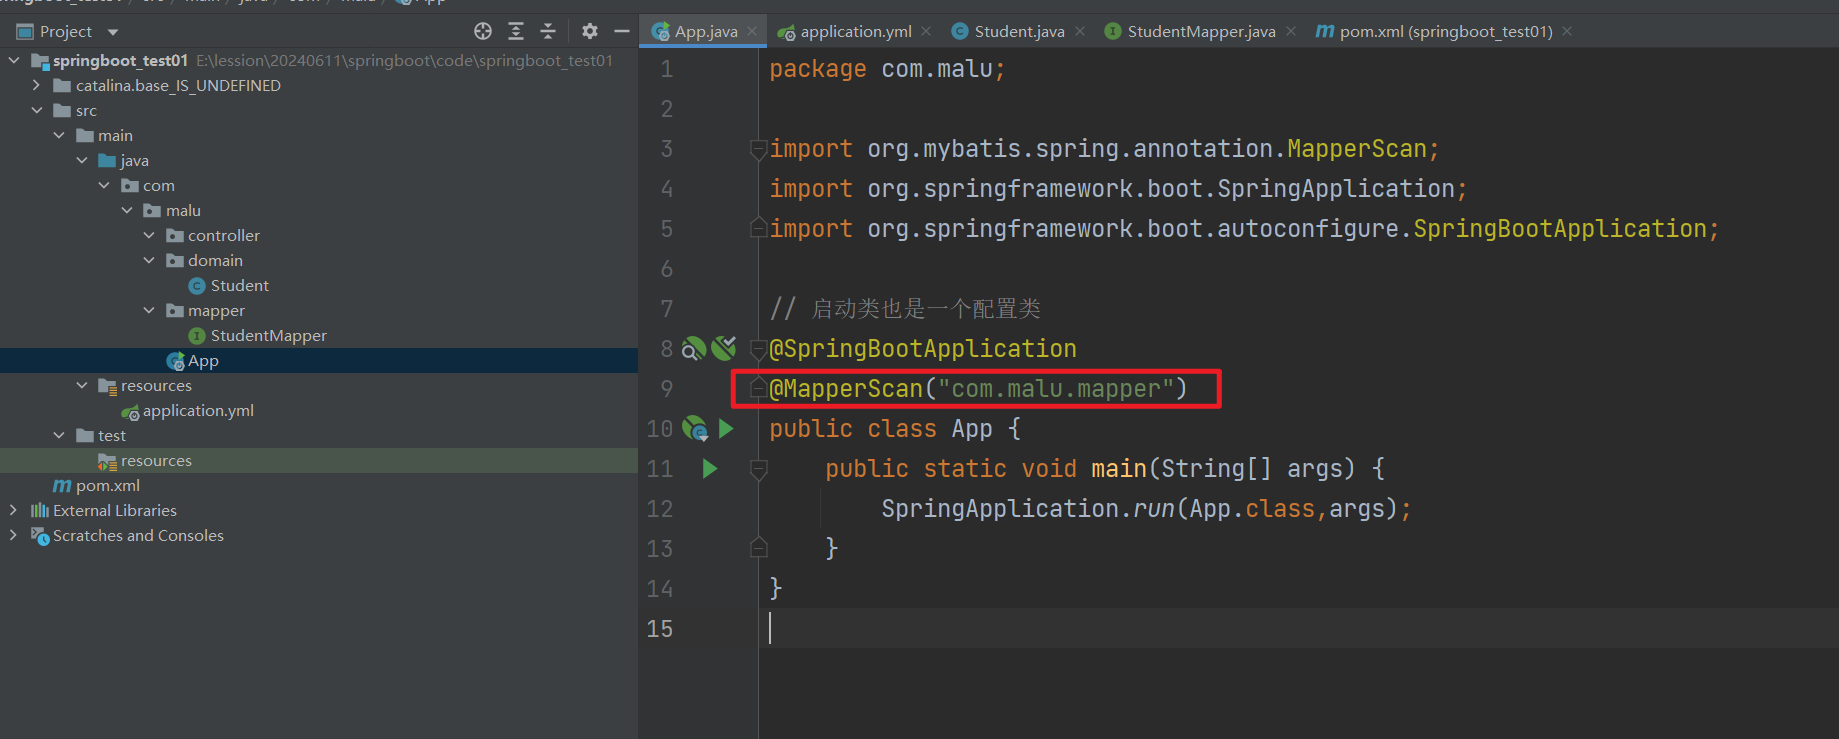 Project
springboot_test01 E:\lession\20240611\springboot\code\springboot_test01
catalina.base_IS_UNDEFINED
src
main
java
com
malu
controller
domain
Student
mapper
StudentMapper
App
resources
application.yml
test
resources
pom.xml
External Libraries
Scratches and Consoles
App.java application.yml Student.java StudentMapper.java pom.xml (springboot_test01)
1 package com.malu;
2
3 import org.mybatis.spring.annotation.MapperScan;
4 import org.springframework.boot.SpringApplication;
5 import org.springframework.boot.autoconfigure.SpringBootApplication;
6
7 // 启动类也是一个配置类
8 @SpringBootApplication
9 @MapperScan("com.malu.mapper")
10 public class App {
11 public static void main(String[] args) {
12 SpringApplication.run(App.class,args);
13 }
14 }
15